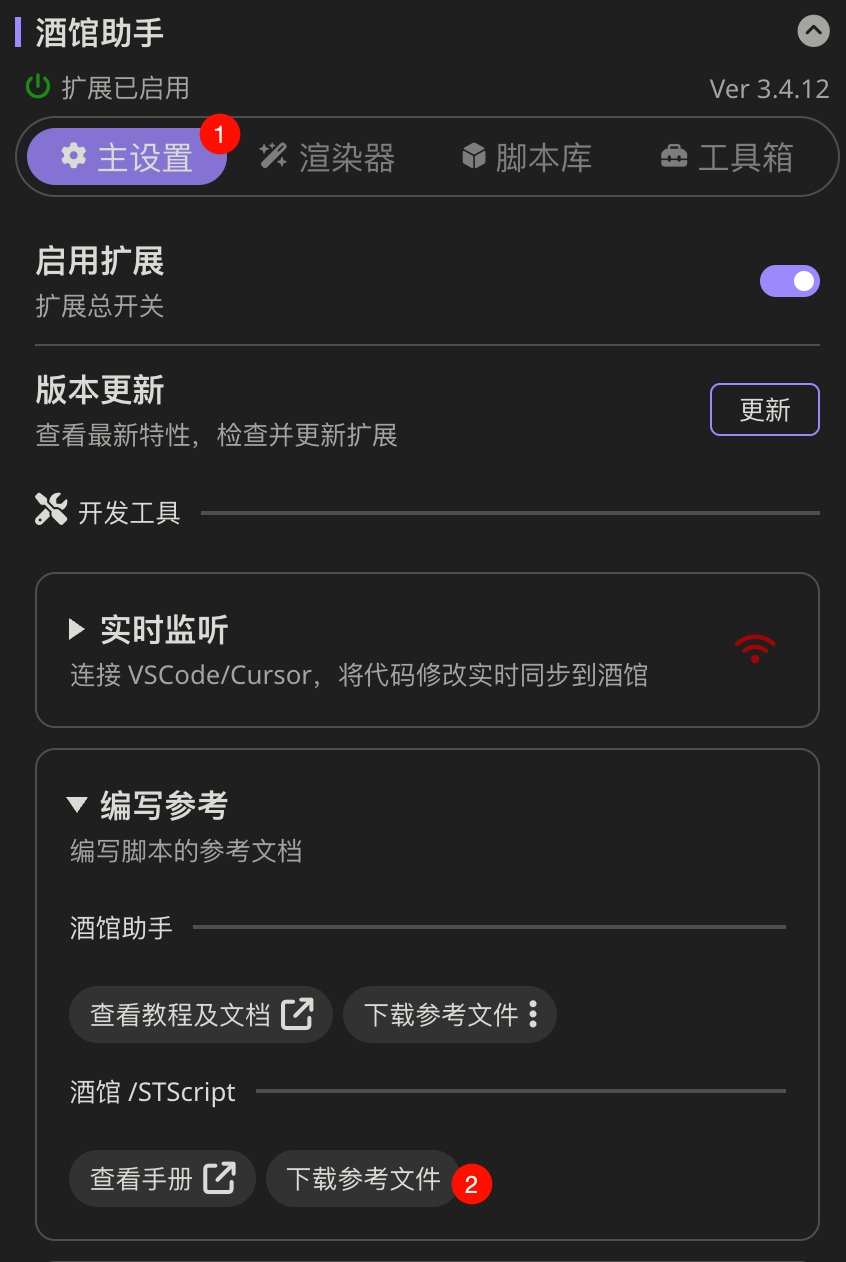 酒馆助手
扩展已启用
Ver 3.4.12
主设置 1 渲染器 脚本库 工具箱
启用扩展
扩展总开关
版本更新
查看最新特性，检查并更新扩展
更新
开发工具
实时监听
连接 VSCode/Cursor，将代码修改实时同步到酒馆
编写参考
编写脚本的参考文档
酒馆助手
查看教程及文档 下载参考文件
酒馆 /STScript
查看手册 下载参考文件 2